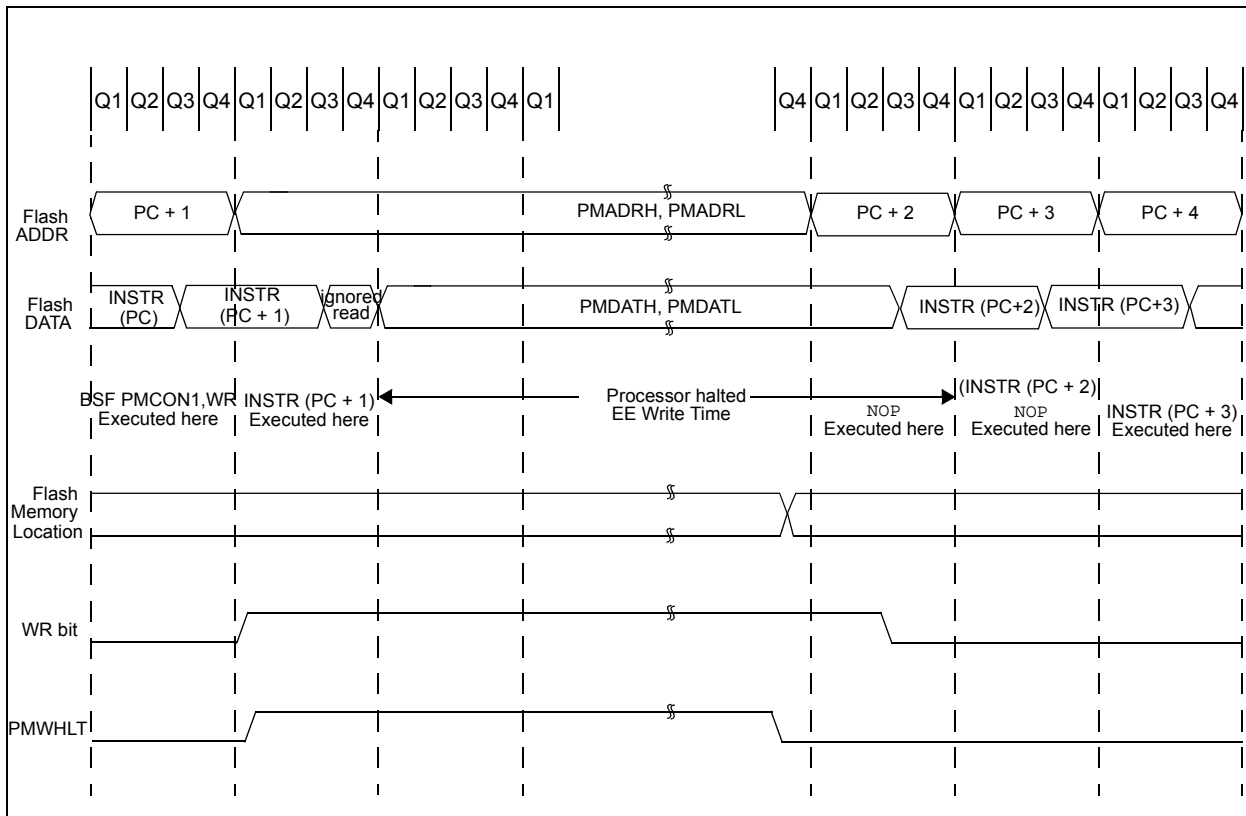 Q1 Q2 Q3 Q4 Q1 Q2 Q3 Q4 Q1 Q2 Q3 Q4 Q1 Q4 Q1 Q2 Q3 Q4 Q1 Q2 Q3 Q4
Flash
ADDR
PC + 1
PMADRH, PMADRL
PC + 2
PC + 3
PC + 4
Flash
DATA
INSTR
(PC)
INSTR
(PC + 1)
ignored
read
PMDATH, PMDATL
INSTR (PC+2)
INSTR (PC+3)
BSF PMCON1,WR
Executed here
INSTR (PC + 1)
Executed here
Processor halted
EE Write Time
NOP
Executed here
(INSTR (PC + 2)
NOP
Executed here
INSTR (PC + 3)
Executed here
Flash
Memory
Location
WR bit
PMWHLT